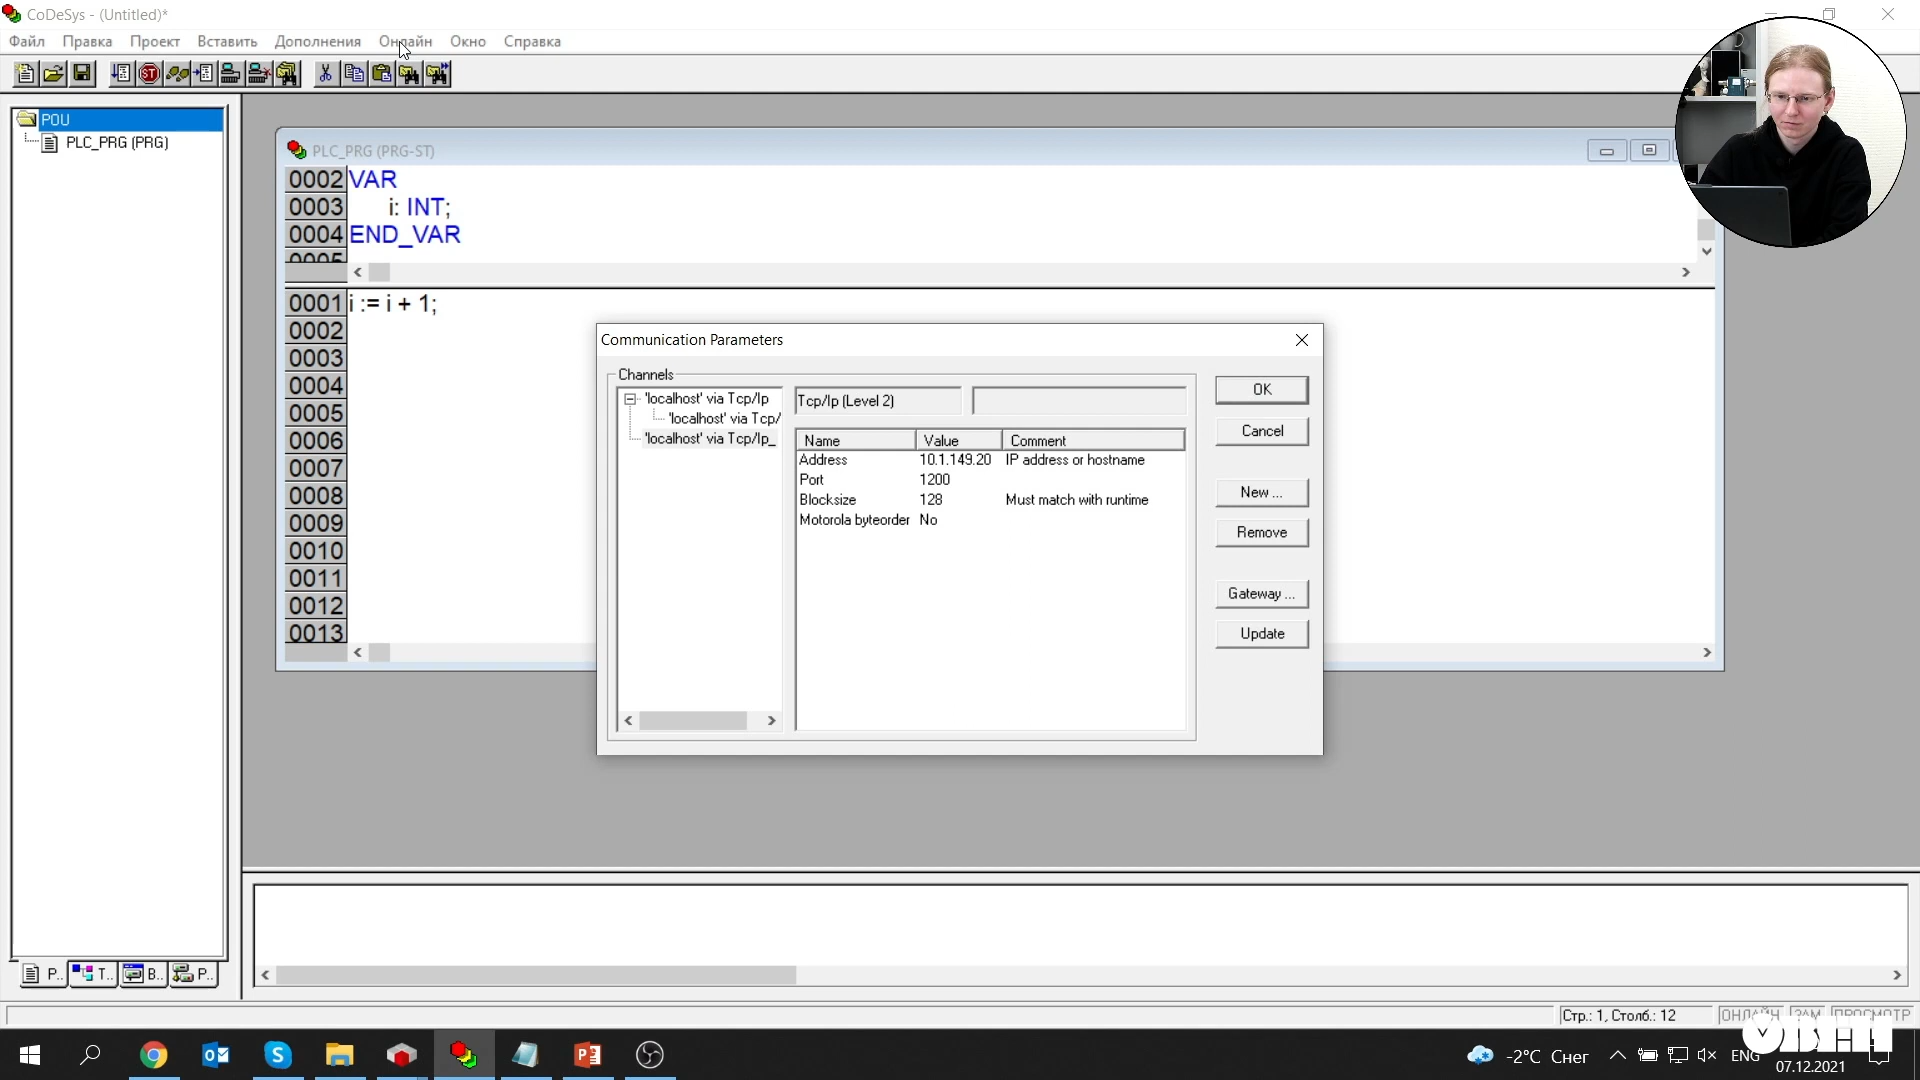 CoDeSys - (Untitled)*
Файл Правка Проект Вставить Дополнения Онлайн Окно Справка
POU
PLC_PRG (PRG)
PLC_PRG (PRG-ST)
0002 VAR
0003 i: INT;
0004 END_VAR
0005
0001 i := i + 1;
0002
0003
0004
0005
0006
0007
0008
0009
0010
0011
0012
0013
Communication Parameters
Channels
'localhost' via Tcp/Ip
'localhost' via Tcp/
'localhost' via Tcp/Ip_
Tcp/Ip (Level 2)
Name Value Comment
Address 10.1.149.20 IP address or hostname
Port 1200
Blocksize 128 Must match with runtime
Motorola byteorder No
OK
Cancel
New ...
Remove
Gateway ...
Update
P.. T.. B.. P..
Стр.: 1, Столб.: 12 ОНЛАЙН ЗАМ ПРОСМОТР
-2°C Снег ENG
07.12.2021
ОВЕН